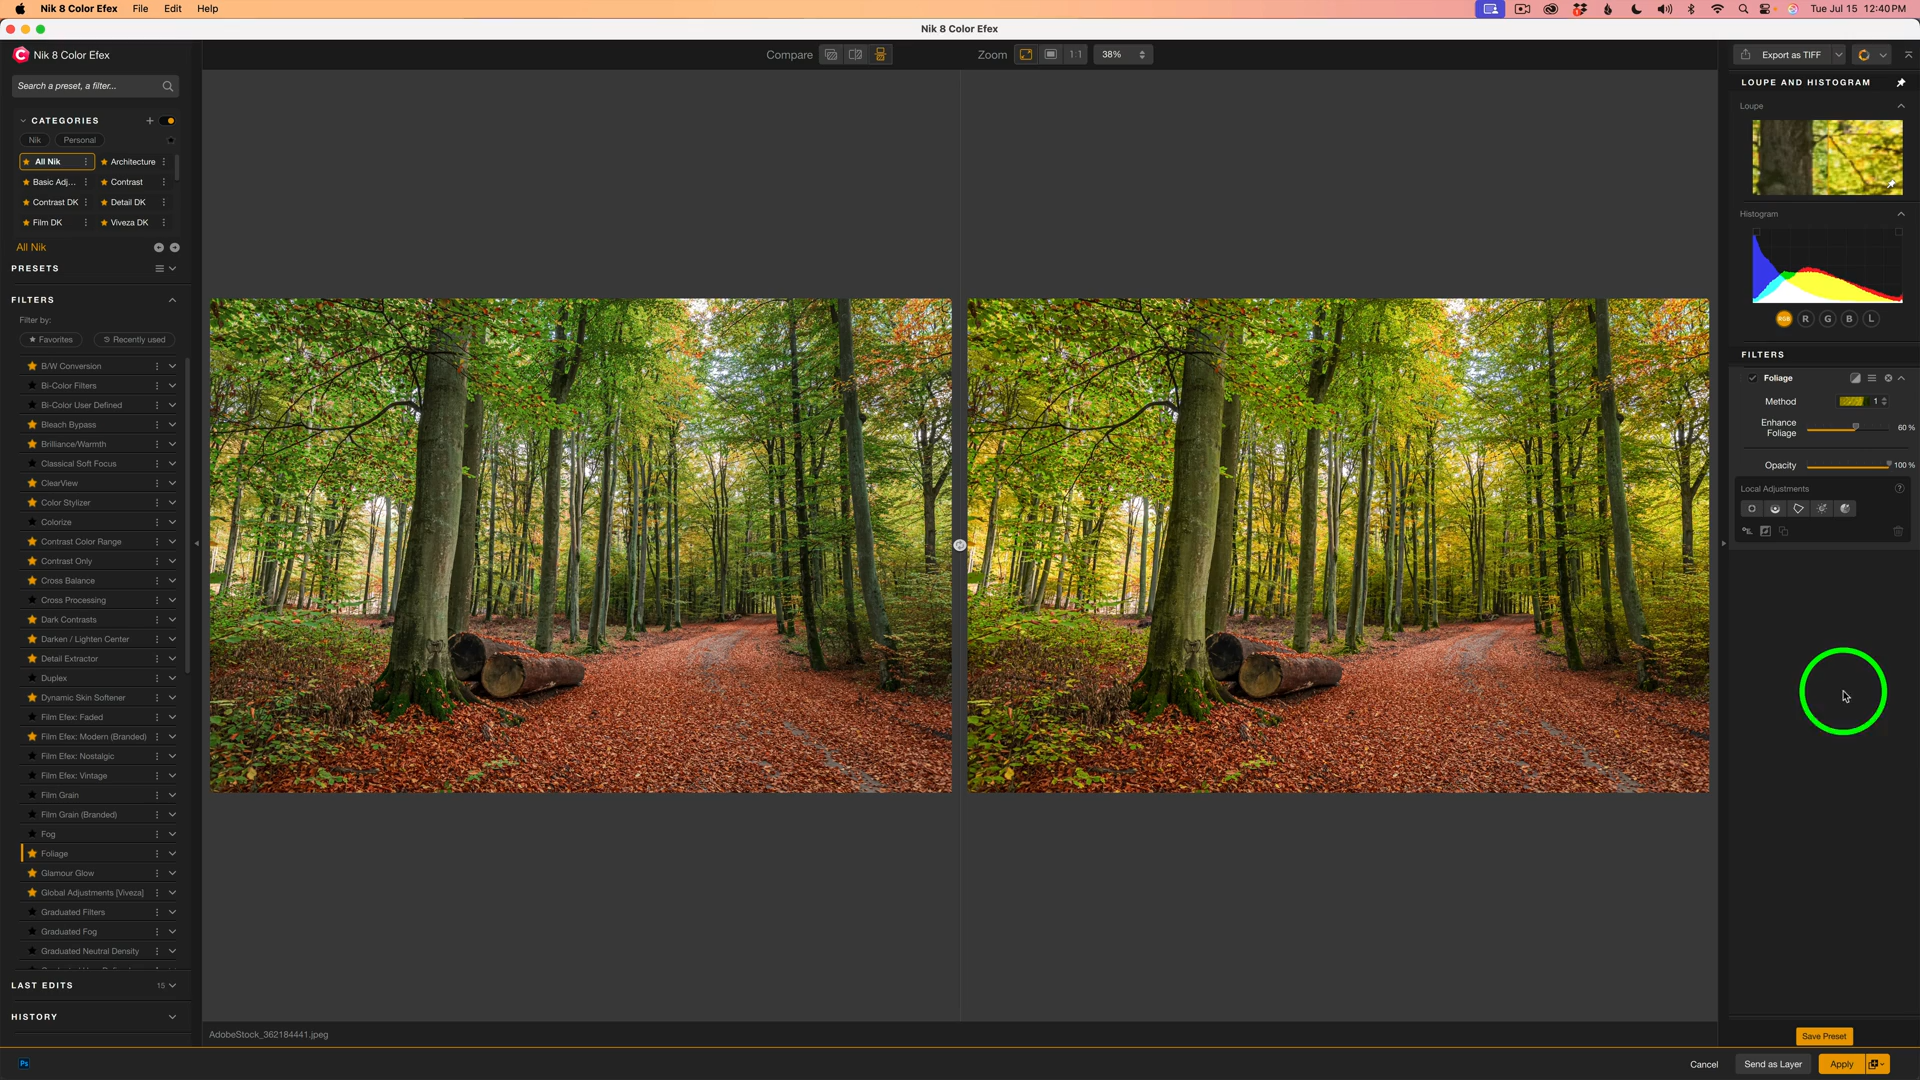 Nik 8 Color Efex File Edit Help
Tue Jul 15 12:40 PM
Nik 8 Color Efex
Nik 8 Color Efex
Compare
Zoom 1:1 38%
Export as TIFF
Search a preset, a filter...
CATEGORIES
Nik Personal
All Nik Architecture
Basic Adj... Contrast
Contrast DK Detail DK
Film DK Viveza DK
All Nik
PRESETS
FILTERS
Filter by:
Favorites Recently used
B/W Conversion
Bi-Color Filters
Bi-Color User Defined
Bleach Bypass
Brilliance/Warmth
Classical Soft Focus
ClearView
Color Stylizer
Colorize
Contrast Color Range
Contrast Only
Cross Balance
Cross Processing
Dark Contrasts
Darken / Lighten Center
Detail Extractor
Duplex
Dynamic Skin Softener
Film Efex: Faded
Film Efex: Modern (Branded)
Film Efex: Nostalgic
Film Efex: Vintage
Film Grain
Film Grain (Branded)
Fog
Foliage
Glamour Glow
Global Adjustments [Viveza]
Graduated Filters
Graduated Fog
Graduated Neutral Density
LAST EDITS 15
HISTORY
Ps
AdobeStock_362184441.jpeg
LOUPE AND HISTOGRAM
Loupe
Histogram
RGB R G B L
FILTERS
Foliage
Method 1
Enhance Foliage 60 %
Opacity 100 %
Local Adjustments ?
Save Preset
Cancel Send as Layer Apply